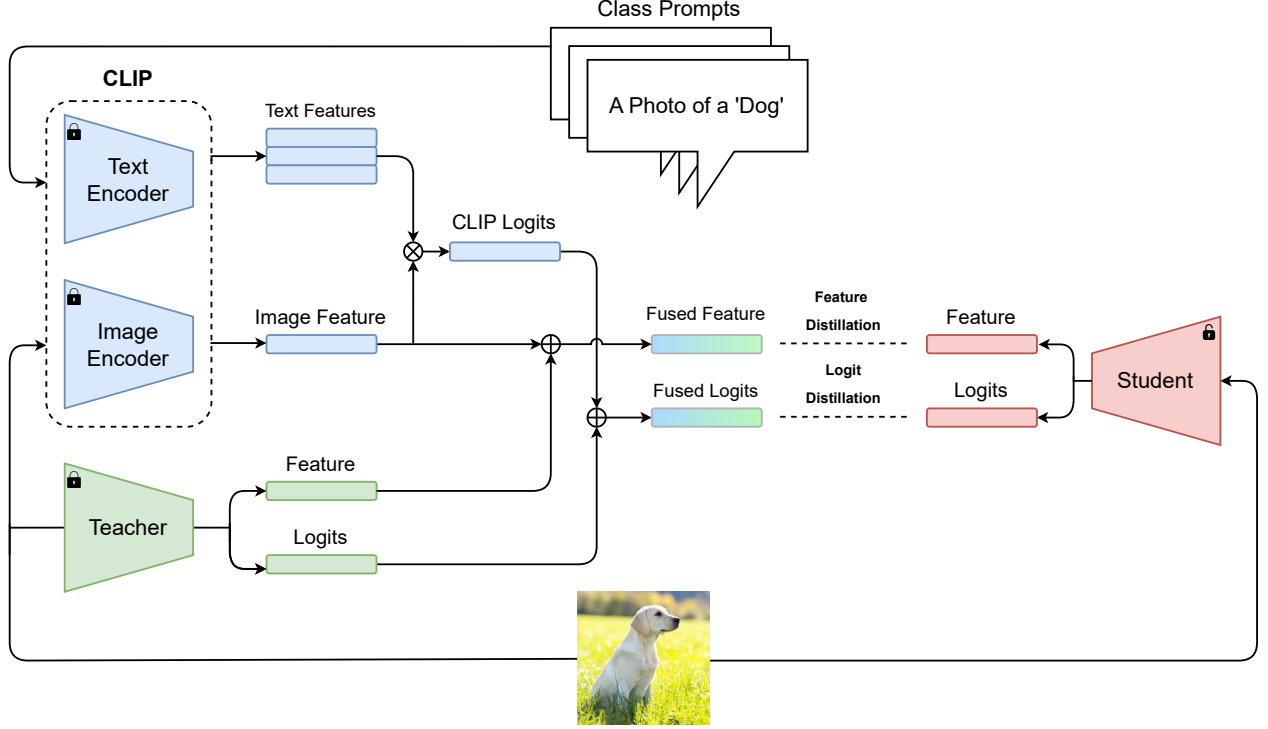 Class Prompts
A Photo of a 'Dog'
CLIP
Text
Encoder
Text Features
CLIP Logits
Image
Encoder
Image Feature
Fused Feature
Feature
Distillation
Feature
Fused Logits
Logit
Distillation
Logits
Student
Teacher
Feature
Logits